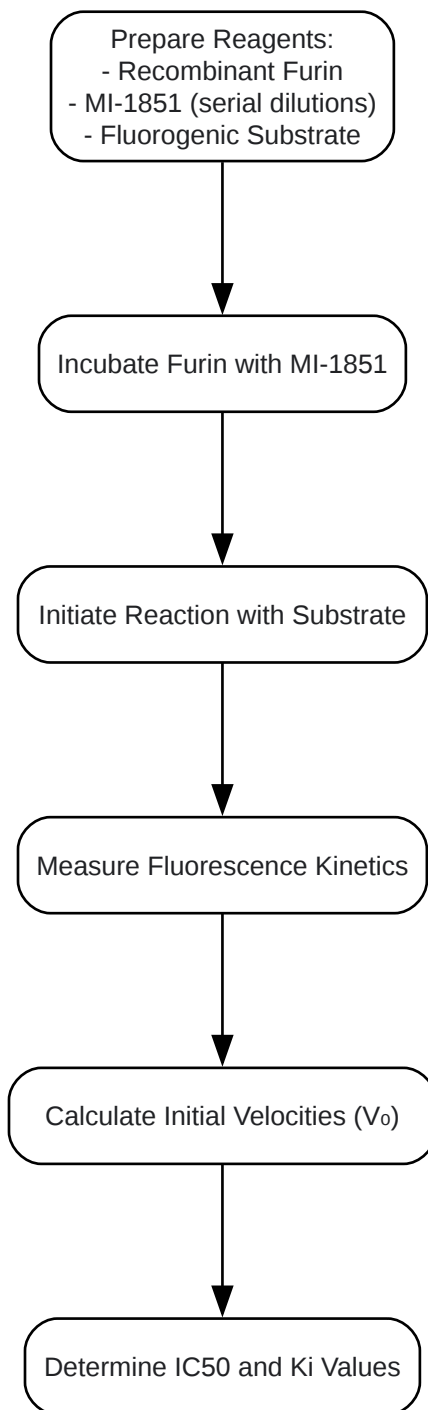 Prepare Reagents:
- Recombinant Furin
- MI-1851 (serial dilutions)
- Fluorogenic Substrate
Incubate Furin with MI-1851
Initiate Reaction with Substrate
Measure Fluorescence Kinetics
Calculate Initial Velocities (V₀)
Determine IC50 and Ki Values